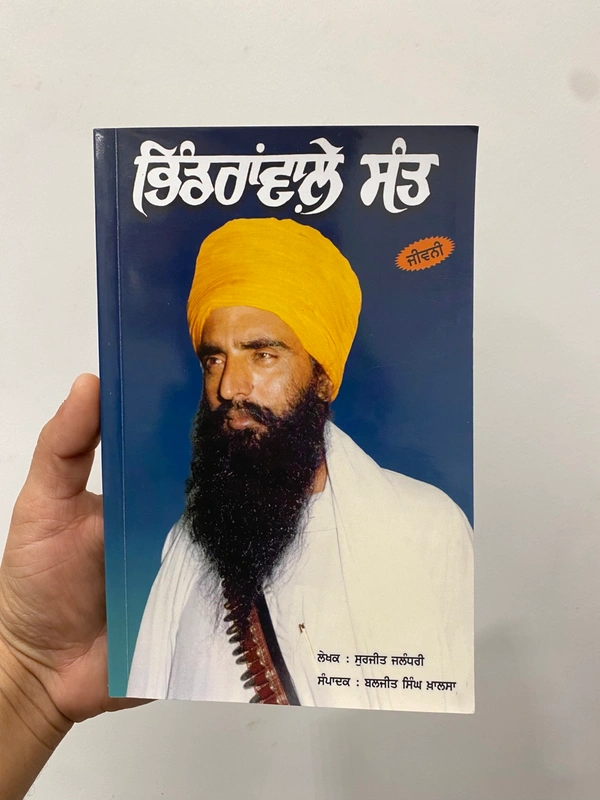 ਭਿੰਡਰਾਂਵਾਲੇ ਸੰਤ
ਜੀਵਨੀ
ਲੇਖਕ : ਸੁਰਜੀਤ ਜਲੰਧਰੀ
ਸੰਪਾਦਕ : ਬਲਜੀਤ ਸਿੰਘ ਖ਼ਾਲਸਾ